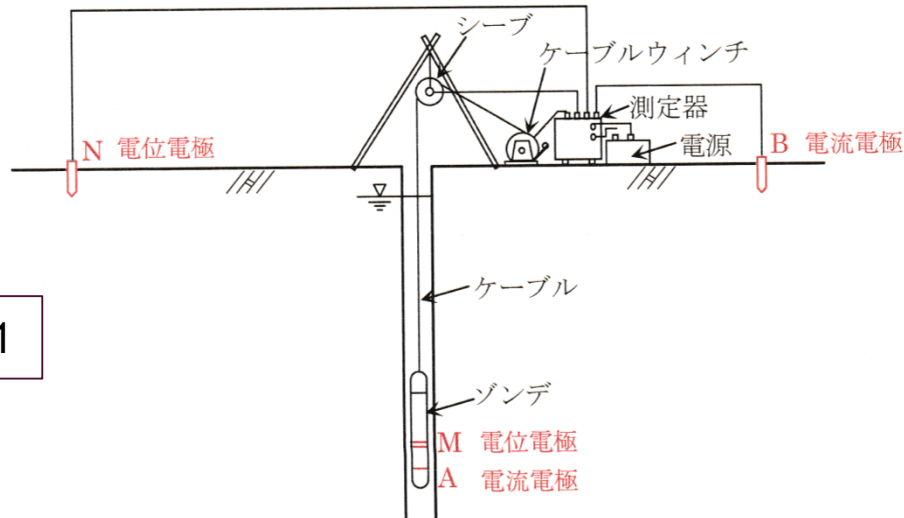 シーブ
ケーブルウィンチ
測定器
電源
N 電位電極
B 電流電極
ケーブル
1
ゾンデ
M 電位電極
A 電流電極